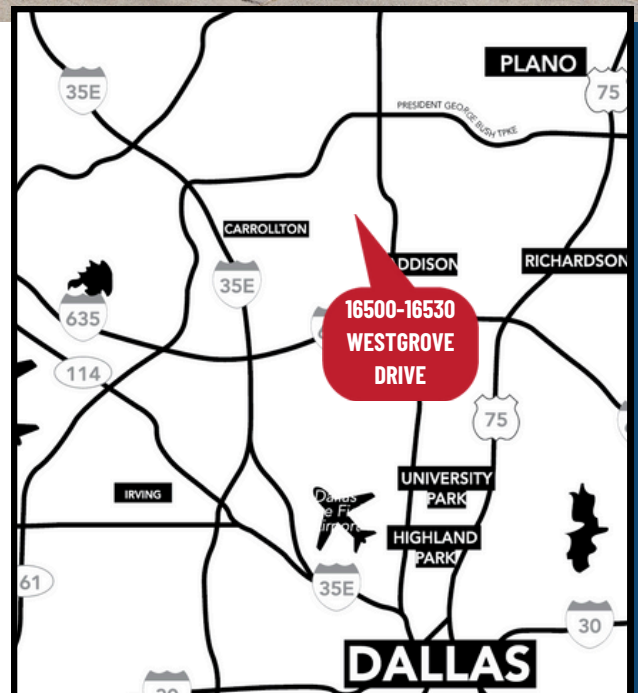 PLANO
35E
75
PRESIDENT GEORGE BUSH TPKE
CARROLLTON
DDISON
RICHARDSON
35E
635
16500-16530
WESTGROVE
DRIVE
114
75
UNIVERSITY
PARK
IRVING
Dallas
HIGHLAND
PARK
35E
61
30
DALLAS